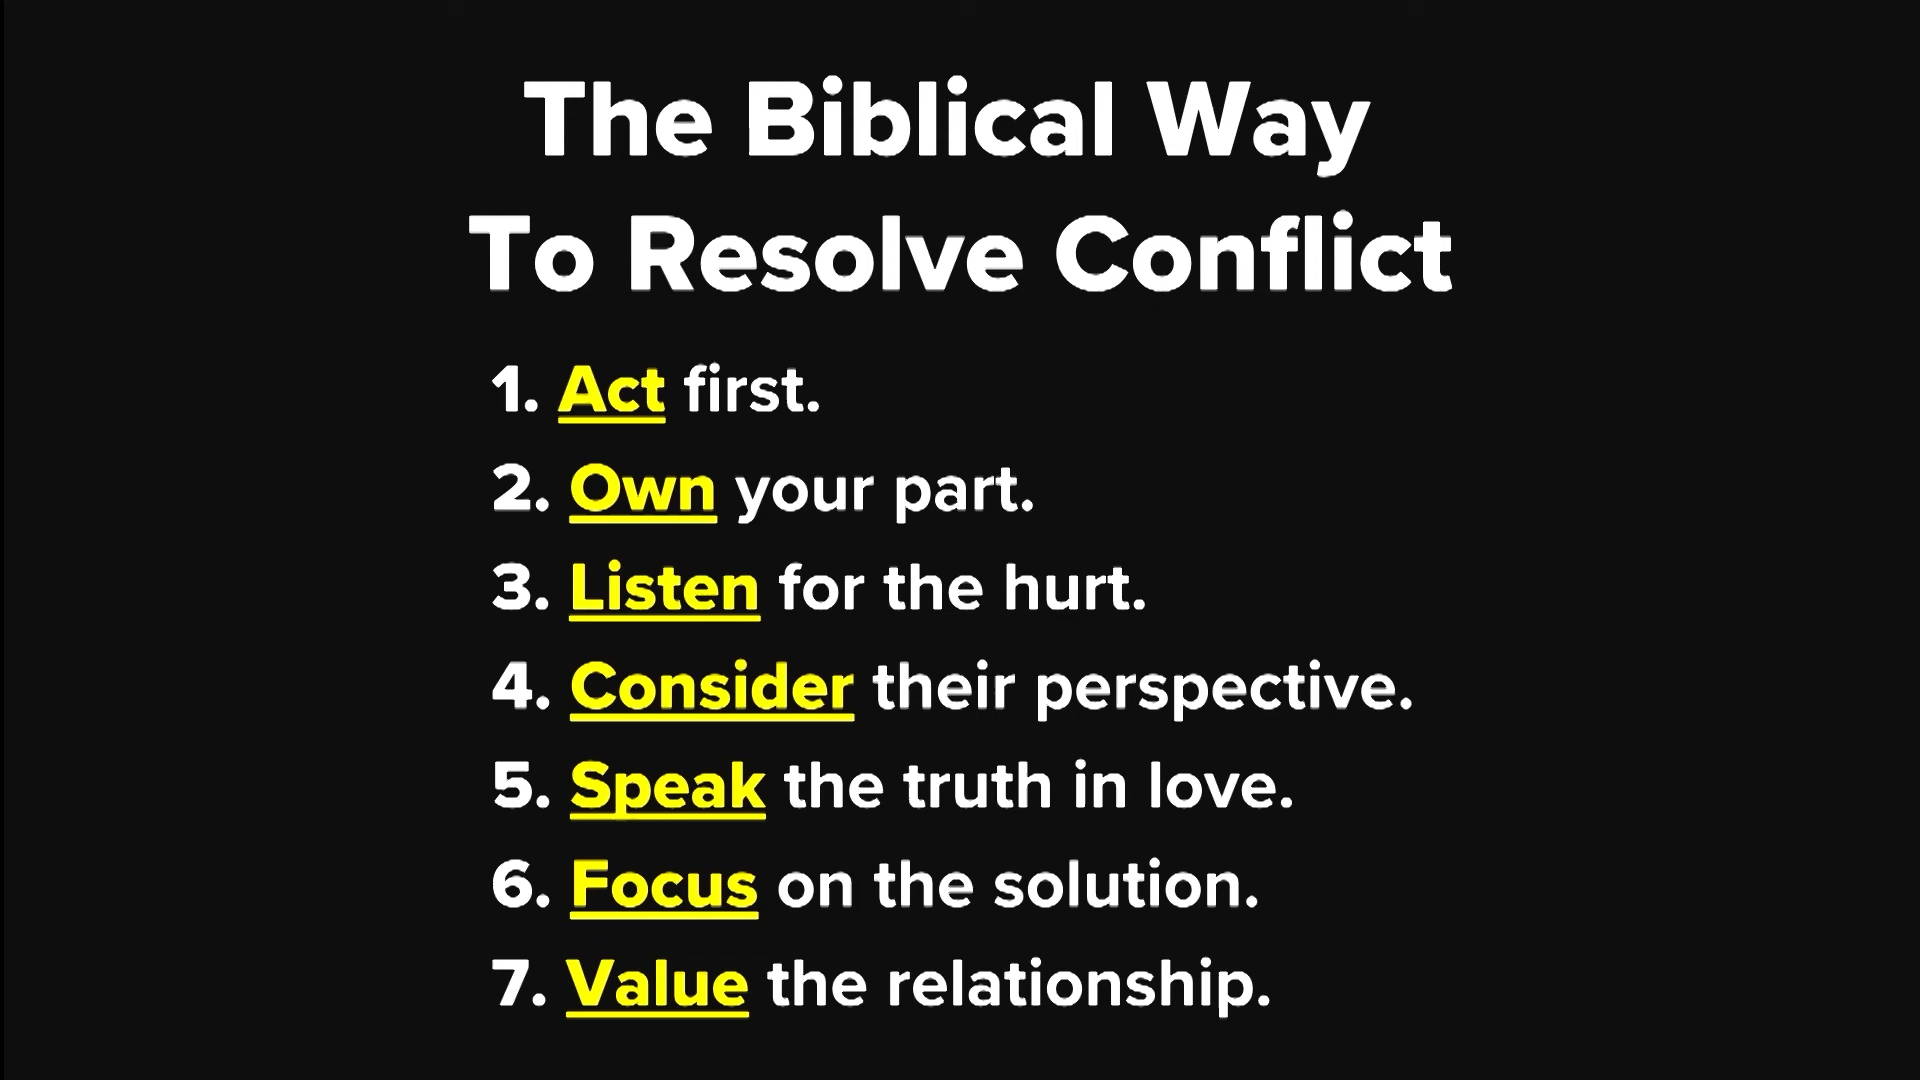 The Biblical Way
To Resolve Conflict
1. Act first.
2. Own your part.
3. Listen for the hurt.
4. Consider their perspective.
5. Speak the truth in love.
6. Focus on the solution.
7. Value the relationship.